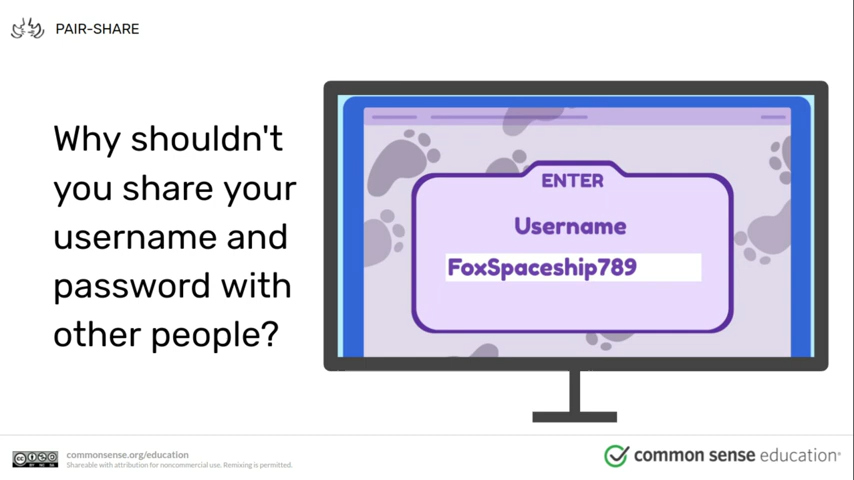 PAIR-SHARE
Why shouldn't
you share your
username and
password with
other people?
ENTER
Username
FoxSpaceship789
commonsense.org/education
Shareable with attribution for noncommercial use. Remixing is permitted.
common sense education®